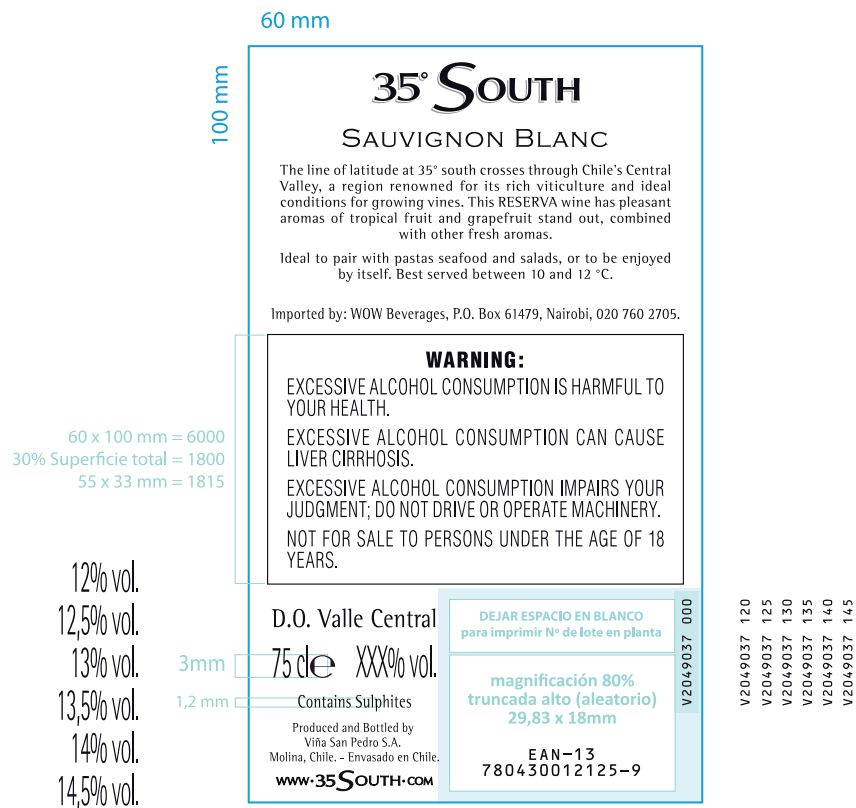 60 mm
100 mm
35° SOUTH
SAUVIGNON BLANC
The line of latitude at 35° south crosses through Chile's Central
Valley, a region renowned for its rich viticulture and ideal
conditions for growing vines. This RESERVA wine has pleasant
aromas of tropical fruit and grapefruit stand out, combined
with other fresh aromas.
Ideal to pair with pastas seafood and salads, or to be enjoyed
by itself. Best served between 10 and 12 °C.
Imported by: WOW Beverages, P.O. Box 61479, Nairobi, 020 760 2705.
WARNING:
EXCESSIVE ALCOHOL CONSUMPTION IS HARMFUL TO
YOUR HEALTH.
EXCESSIVE ALCOHOL CONSUMPTION CAN CAUSE
LIVER CIRRHOSIS.
EXCESSIVE ALCOHOL CONSUMPTION IMPAIRS YOUR
JUDGMENT; DO NOT DRIVE OR OPERATE MACHINERY.
NOT FOR SALE TO PERSONS UNDER THE AGE OF 18
YEARS.
60 x 100 mm = 6000
30% Superficie total = 1800
55 x 33 mm = 1815
12% vol.
12,5% vol.
13% vol.
13,5% vol.
14% vol.
14,5% vol.
3mm
1,2 mm
D.O. Valle Central
75 cl e XXX% vol.
Contains Sulphites
Produced and Bottled by
Viña San Pedro S.A.
Molina, Chile. - Envasado en Chile.
WWW·35SOUTH·COM
DEJAR ESPACIO EN BLANCO
para imprimir Nº de lote en planta
magnificación 80%
truncada alto (aleatorio)
29,83 x 18mm
EAN-13
780430012125-9
V2049037 000
V2049037 120
V2049037 125
V2049037 130
V2049037 135
V2049037 140
V2049037 145